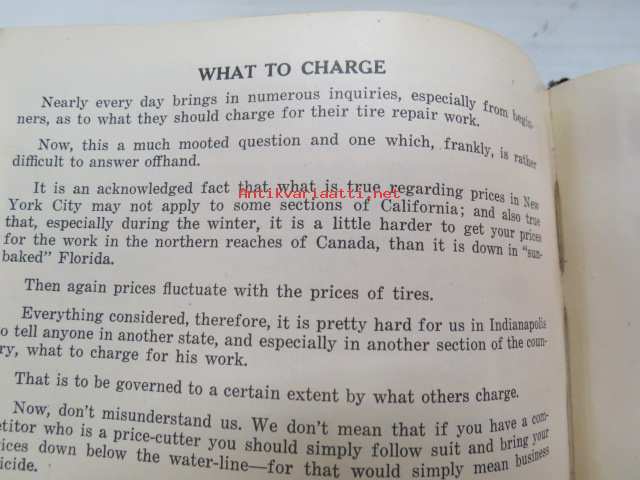 WHAT TO CHARGE
Nearly every day brings in numerous inquiries, especially from begin-
ners, as to what they should charge for their tire repair work.
Now, this a much mooted question and one which, frankly, is rather
difficult to answer offhand.
It is an acknowledged fact that what is true regarding prices in New
Antikvariaatti.net
York City may not apply to some sections of California; and also true
that, especially during the winter, it is a little harder to get your prices
for the work in the northern reaches of Canada, than it is down in "sun-
baked" Florida.
Then again prices fluctuate with the prices of tires.
Everything considered, therefore, it is pretty hard for us in Indianapolis
o tell anyone in another state, and especially in another section of the coun-
ry, what to charge for his work.
That is to be governed to a certain extent by what others charge.
Now, don't misunderstand us. We don't mean that if you have a com-
etitor who is a price-cutter you should simply follow suit and bring your
ices down below the water-line—for that would simply mean business
icide.